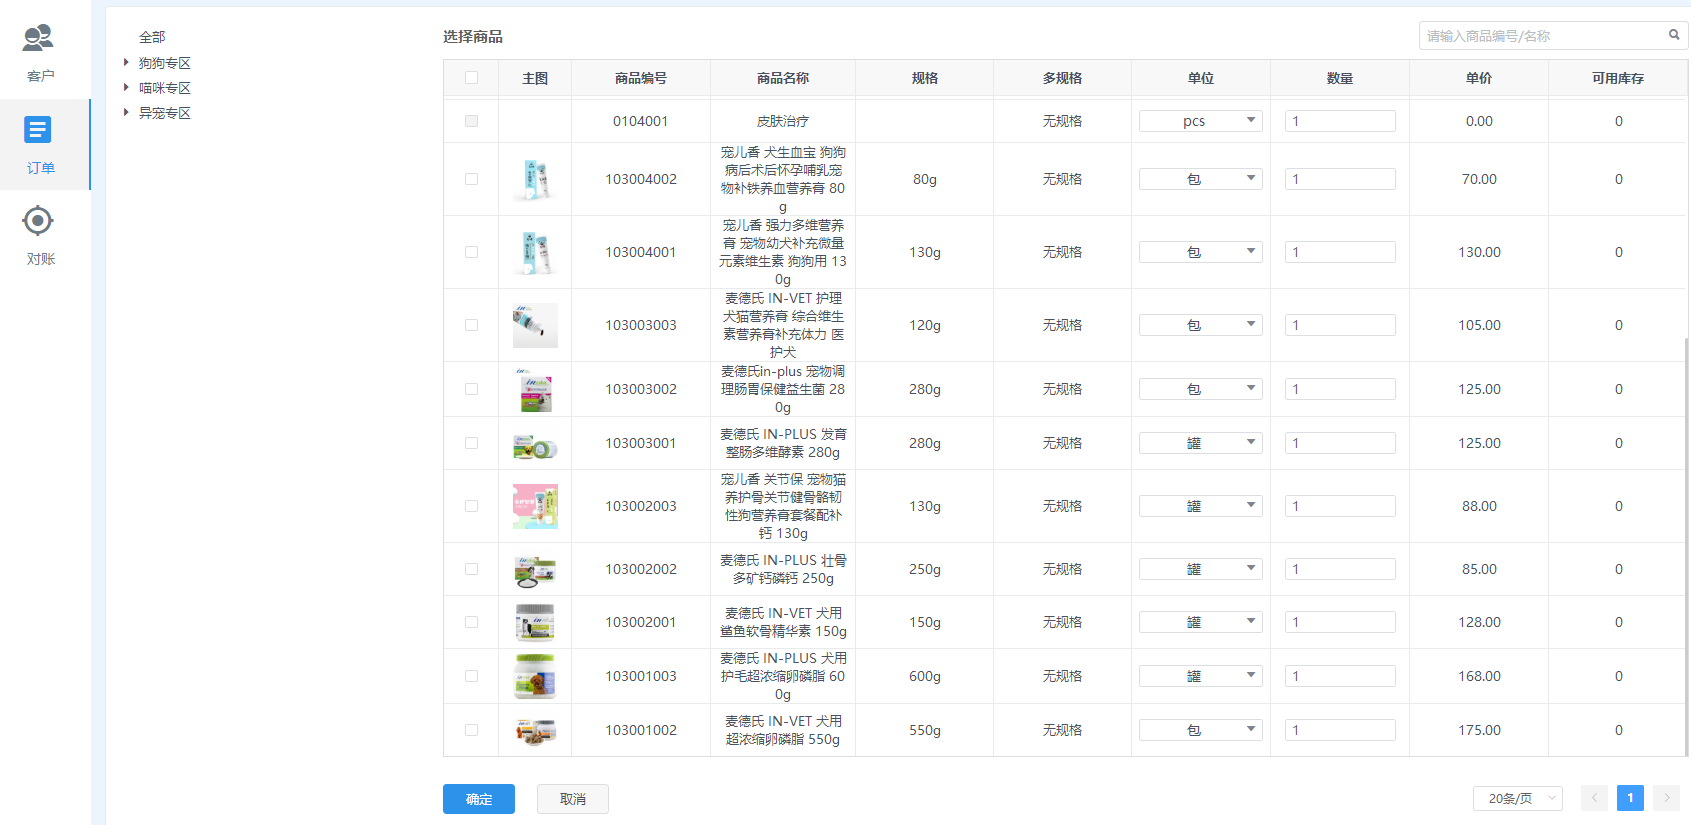 客户
订单
对账
全部
狗狗专区
喵咪专区
异宠专区
选择商品
请输入商品编号/名称
主图 商品编号 商品名称 规格 多规格 单位 数量 单价 可用库存
0104001 皮肤治疗 无规格 pcs 1 0.00 0
宠儿香 犬生血宝 狗狗
病后术后怀孕哺乳宠
物补铁养血营养膏 80
g
103004002 80g 无规格 包 1 70.00 0
宠儿香 强力多维营养
膏 宠物幼犬补充微量
元素维生素 狗狗用 13
0g
103004001 130g 无规格 包 1 130.00 0
麦德氏 IN-VET 护理
犬猫营养膏 综合维生
素营养膏补充体力 医
护犬
103003003 120g 无规格 包 1 105.00 0
麦德氏in-plus 宠物调
理肠胃保健益生菌 28
0g
103003002 280g 无规格 包 1 125.00 0
麦德氏 IN-PLUS 发育
整肠多维酵素 280g
103003001 280g 无规格 罐 1 125.00 0
宠儿香 关节保 宠物猫
养护骨关节健骨骼韧
性狗营养膏套餐配补
钙 130g
103002003 130g 无规格 罐 1 88.00 0
麦德氏 IN-PLUS 壮骨
多矿钙磷钙 250g
103002002 250g 无规格 罐 1 85.00 0
麦德氏 IN-VET 犬用
鲨鱼软骨精华素 150g
103002001 150g 无规格 罐 1 128.00 0
麦德氏 IN-PLUS 犬用
护毛超浓缩卵磷脂 60
0g
103001003 600g 无规格 罐 1 168.00 0
麦德氏 IN-VET 犬用
超浓缩卵磷脂 550g
103001002 550g 无规格 包 1 175.00 0
确定 取消 20条/页 1